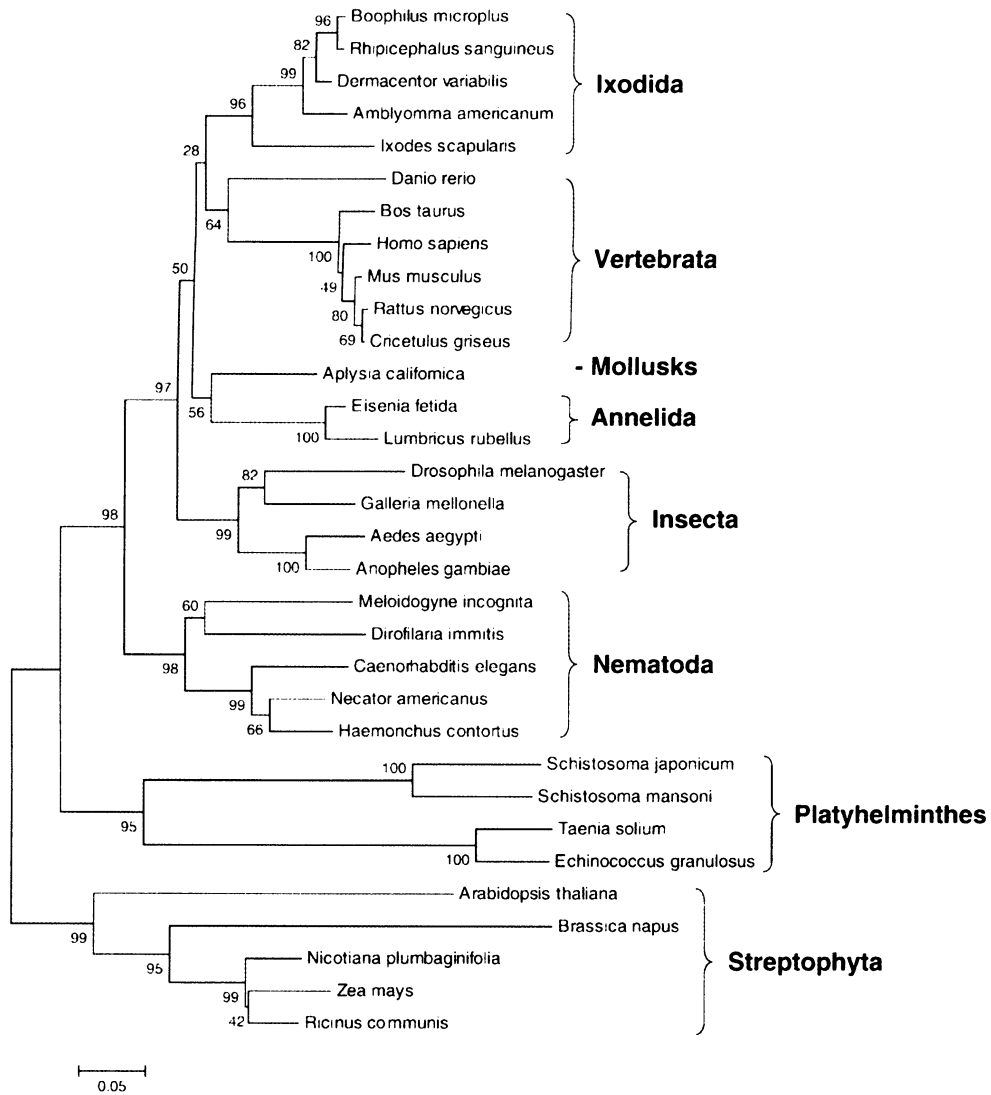 96
Boophilus microplus
82
Rhipicephalus sanguineus
99
Dermacentor variabilis
Ixodida
96
Amblyomma americanum
Ixodes scapularis
28
Danio rerio
64
Bos taurus
Homo sapiens
100
Vertebrata
50
Mus musculus
49
Rattus norvegicus
80
69
Cricetulus griseus
Aplysia californica
- Mollusks
97
56
Eisenia fetida
Annelida
100
Lumbricus rubellus
82
Drosophila melanogaster
Galleria mellonella
98
99
Insecta
Aedes aegypti
100
Anopheles gambiae
60
Meloidogyne incognita
Dirofilaria immitis
98
Caenorhabditis elegans
Nematoda
99
Necator americanus
66
Haemonchus contortus
100
Schistosoma japonicum
Schistosoma mansoni
95
Platyhelminthes
Taenia solium
100
Echinococcus granulosus
Arabidopsis thaliana
99
Brassica napus
95
Nicotiana plumbaginifolia
Streptophyta
99
Zea mays
42
Ricinus communis
0.05